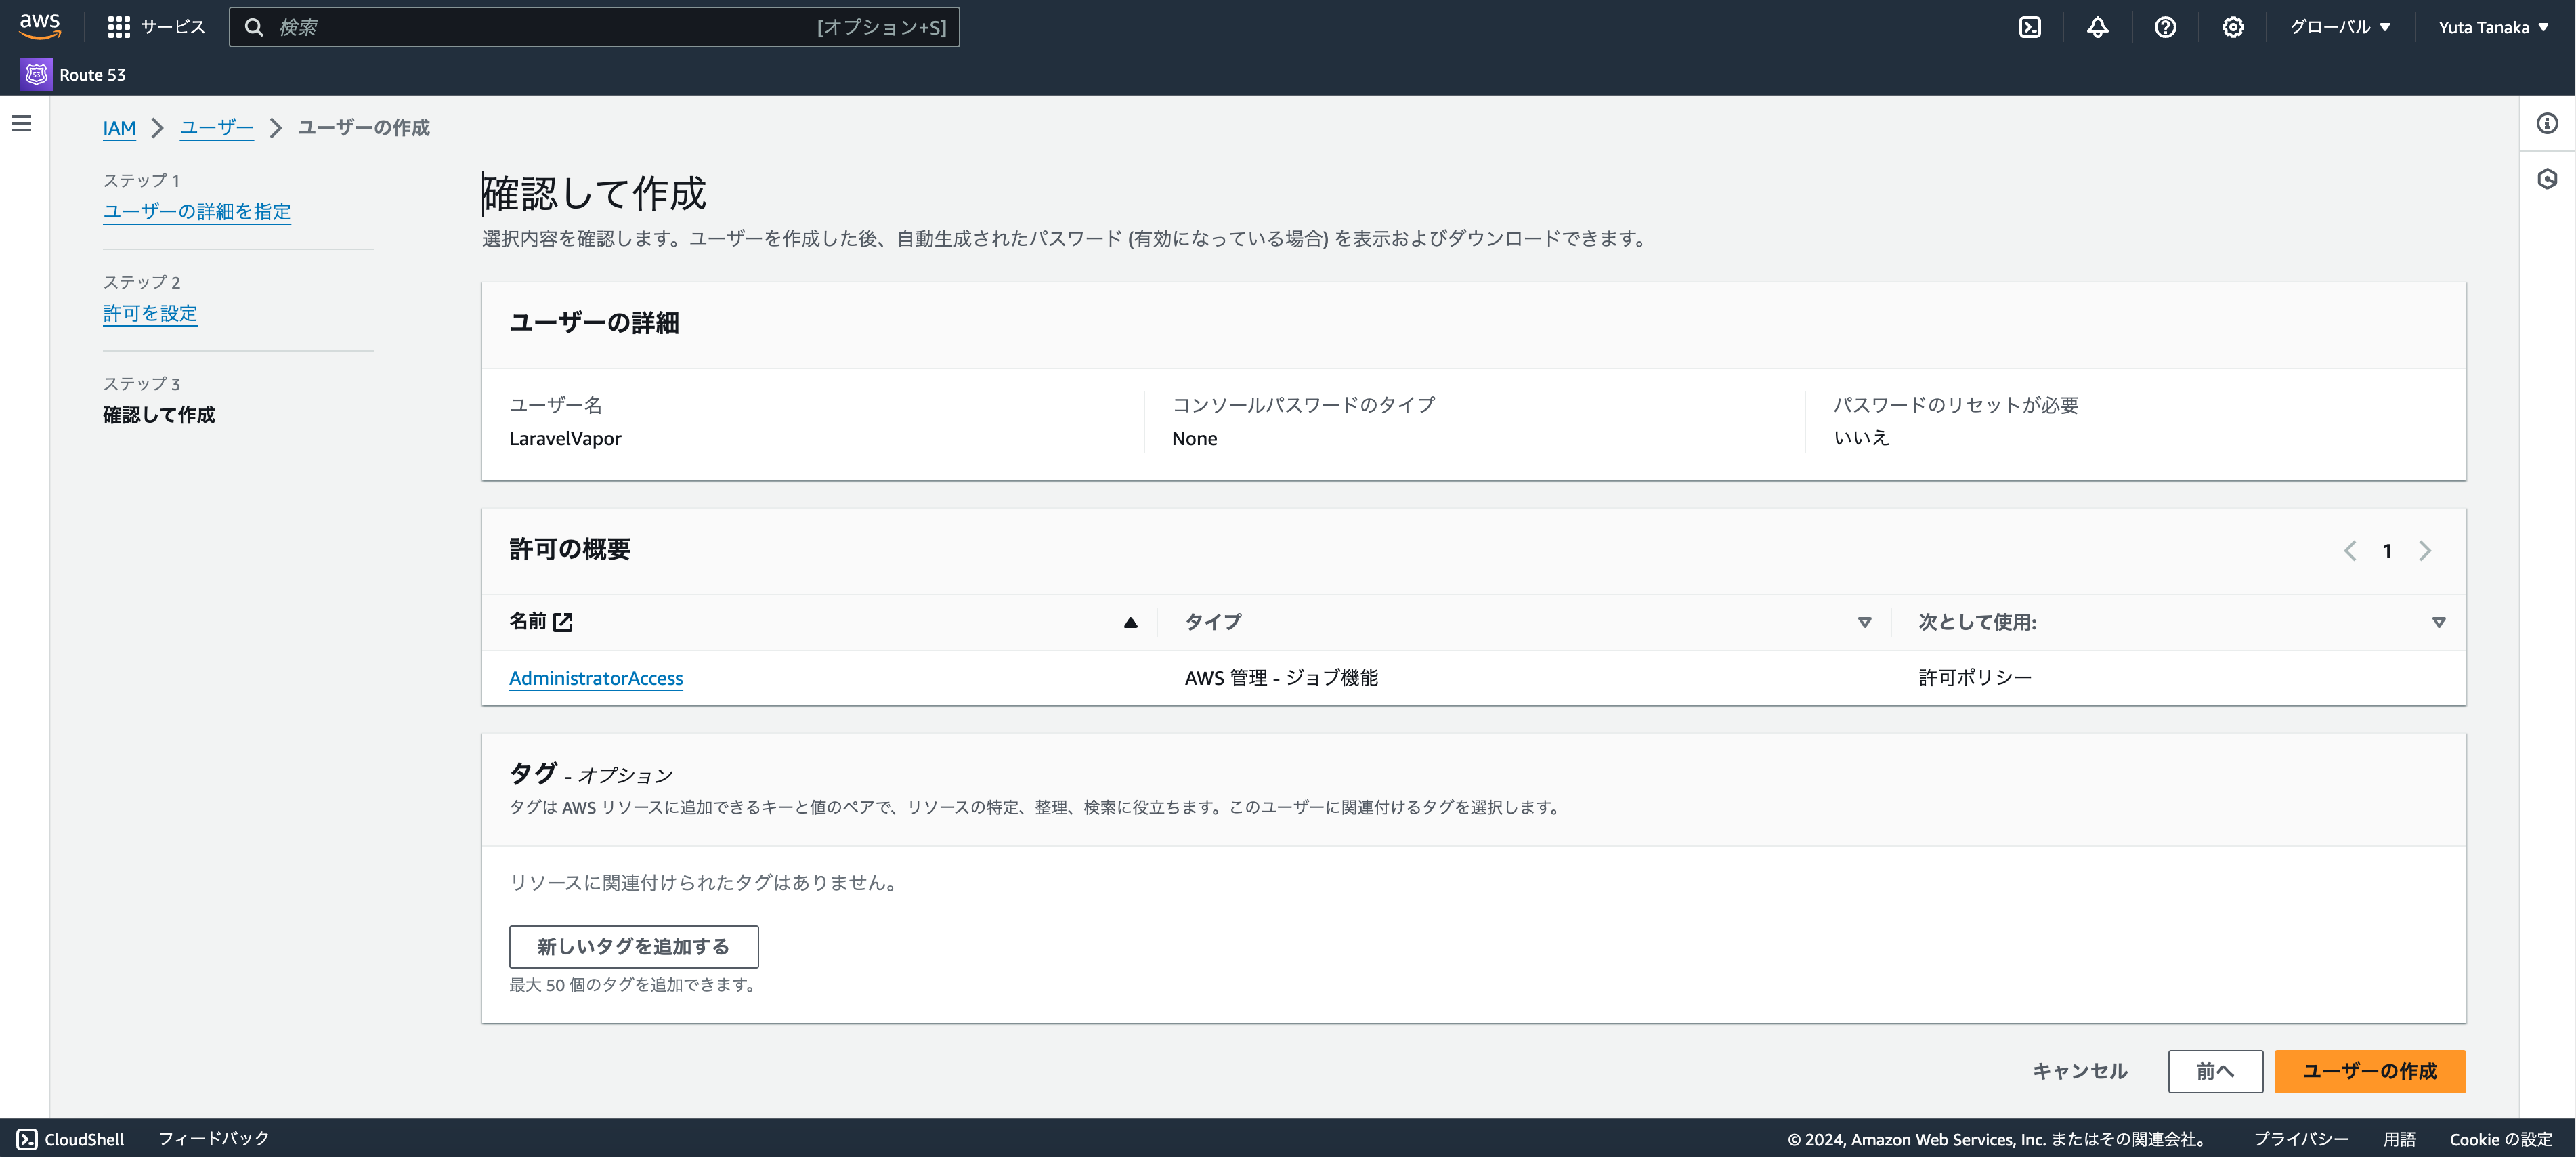 aws
サービス
検索
[オプション+S]
グローバル
Yuta Tanaka
Route 53
IAM
ユーザー
ユーザーの作成
ステップ 1
ユーザーの詳細を指定
ステップ 2
許可を設定
ステップ 3
確認して作成
確認して作成
選択内容を確認します。ユーザーを作成した後、自動生成されたパスワード (有効になっている場合) を表示およびダウンロードできます。
ユーザーの詳細
ユーザー名
LaravelVapor
コンソールパスワードのタイプ
None
パスワードのリセットが必要
いいえ
許可の概要
1
名前
タイプ
次として使用:
AdministratorAccess
AWS 管理 - ジョブ機能
許可ポリシー
タグ - オプション
タグは AWS リソースに追加できるキーと値のペアで、リソースの特定、整理、検索に役立ちます。このユーザーに関連付けるタグを選択します。
リソースに関連付けられたタグはありません。
新しいタグを追加する
最大 50 個のタグを追加できます。
キャンセル
前へ
ユーザーの作成
CloudShell
フィードバック
© 2024, Amazon Web Services, Inc. またはその関連会社。
プライバシー
用語
Cookie の設定